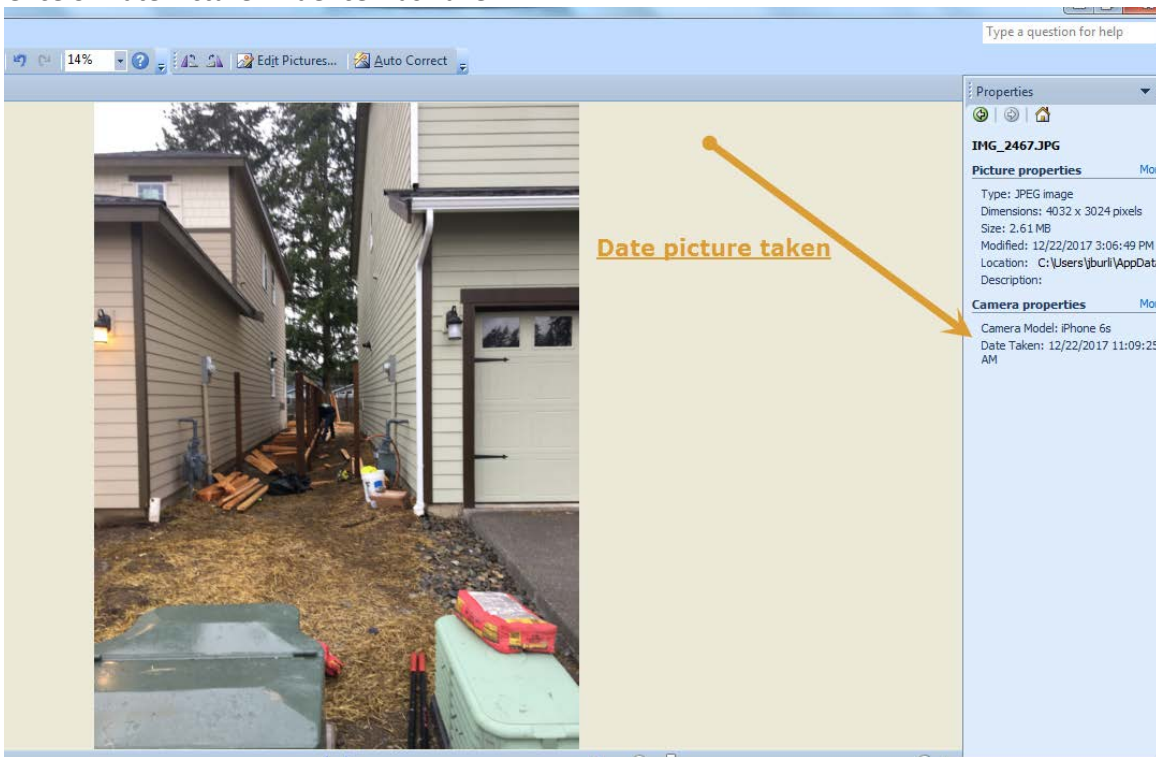 Type a question for help
14%
Edit Pictures...
Auto Correct
Properties
IMG_2467.JPG
Picture properties
Type: JPEG image
Dimensions: 4032 x 3024 pixels
Size: 2.61 MB
Modified: 12/22/2017 3:06:49 PM
Location: C:\Users\jburli\AppData
Description:
Camera properties
Camera Model: iPhone 6s
Date Taken: 12/22/2017 11:09:25
AM
Date picture taken